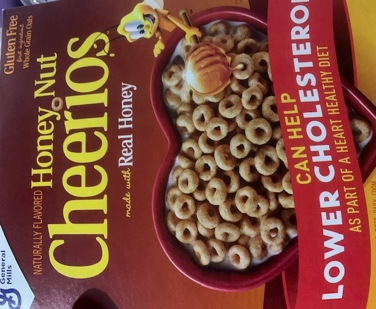 Gluten Free
Whole Grain Oats
NATURALLY FLAVORED Honey Nut
Cheerios
made with Real Honey
General
Mills
CAN HELP
LOWER CHOLESTEROL
AS PART OF A HEART HEALTHY DIET